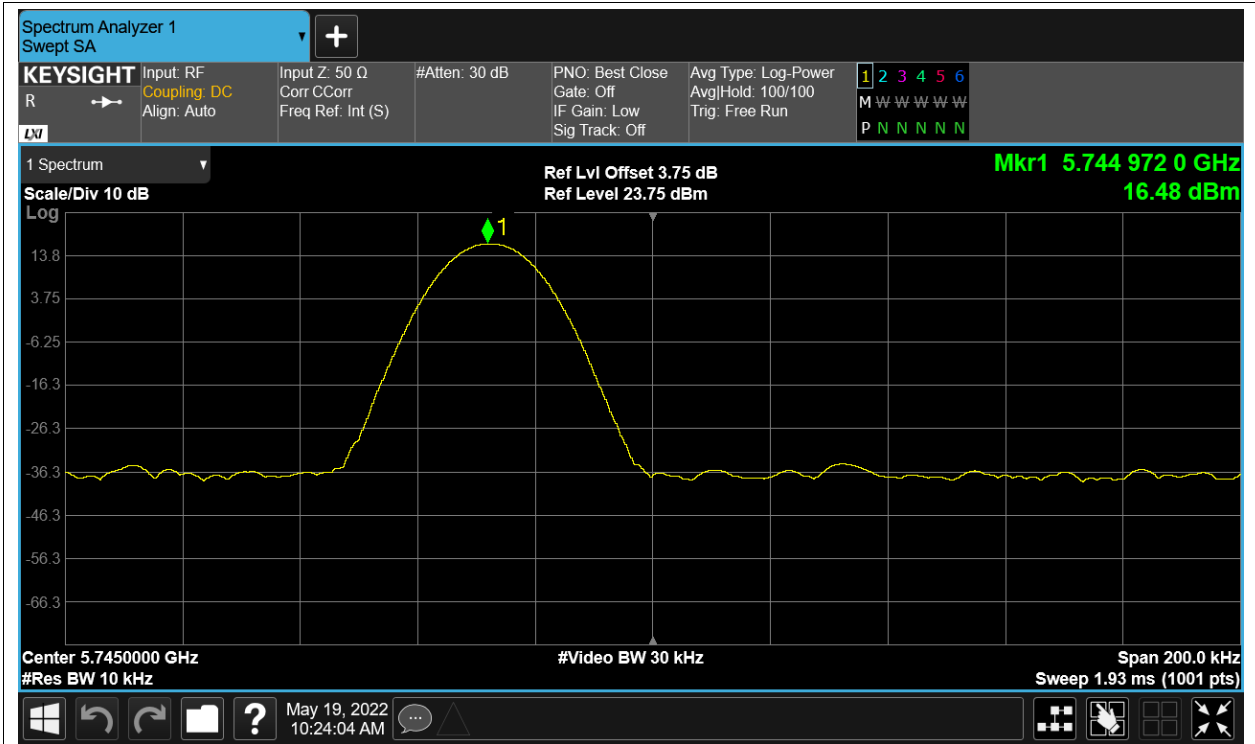 Spectrum Analyzer 1
Swept SA
+
KEYSIGHT Input: RF Input Z: 50 Ω #Atten: 30 dB PNO: Best Close Avg Type: Log-Power 1 2 3 4 5 6
R Coupling: DC Corr CCorr Gate: Off Avg|Hold: 100/100 M W W W W W
Align: Auto Freq Ref: Int (S) IF Gain: Low Trig: Free Run
LXI Sig Track: Off P N N N N N
1 Spectrum Ref Lvl Offset 3.75 dB Mkr1 5.744 972 0 GHz
Scale/Div 10 dB Ref Level 23.75 dBm 16.48 dBm
Log
1
13.8
3.75
-6.25
-16.3
-26.3
-36.3
-46.3
-56.3
-66.3
Center 5.7450000 GHz #Video BW 30 kHz Span 200.0 kHz
#Res BW 10 kHz Sweep 1.93 ms (1001 pts)
? May 19, 2022
10:24:04 AM